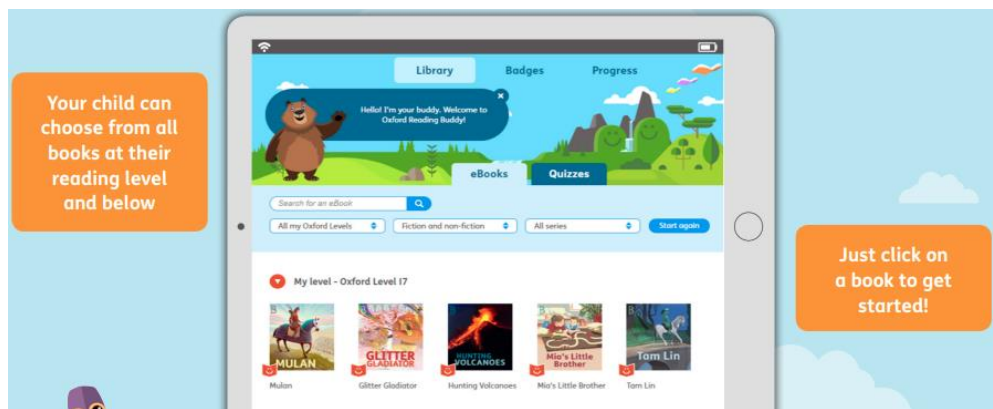 Your child can
choose from all
books at their
reading level
and below
Library Badges Progress
Hello! I'm your buddy. Welcome to
Oxford Reading Buddy!
eBooks Quizzes
Search for an eBook
All my Oxford Levels Fiction and non-fiction All series Start again
My level - Oxford Level 17
MULAN
GLITTER
GLADIATOR
HUNTING
VOLCANOES
Mia's Little
Brother
Tam Lin
Mulan Glitter Gladiator Hunting Volcanoes Mia's Little Brother Tam Lin
Just click on
a book to get
started!